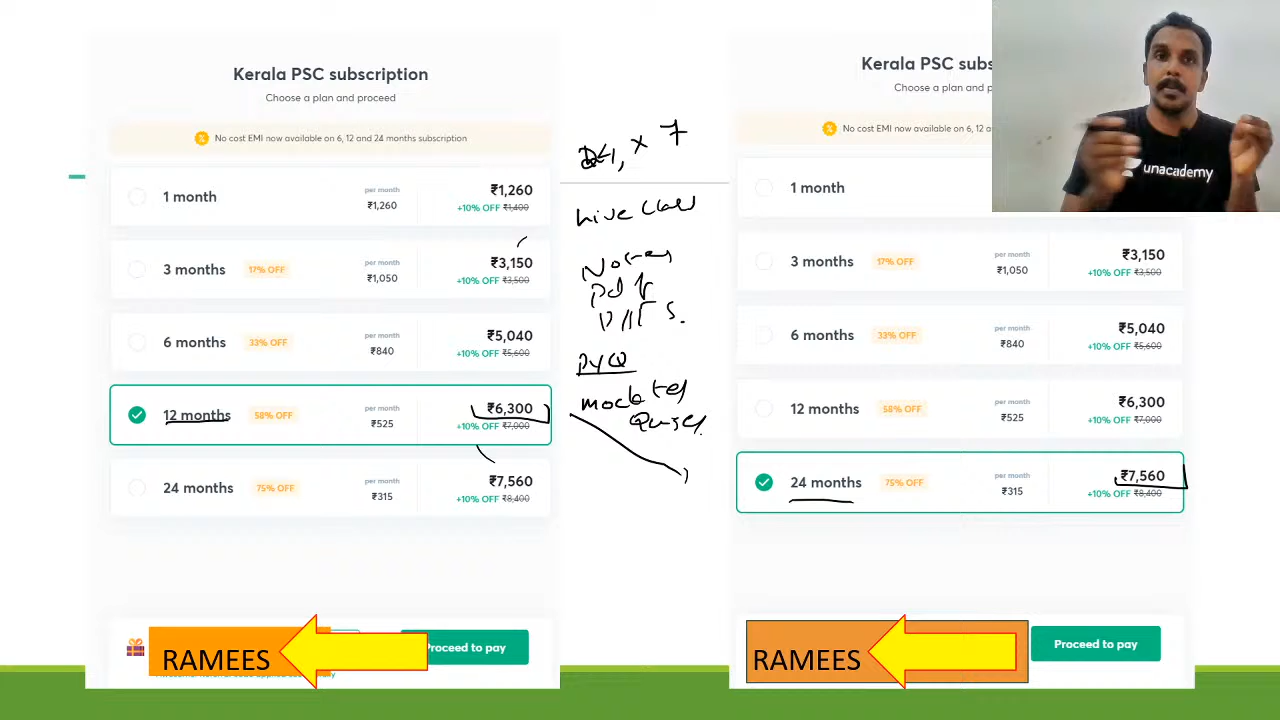 Kerala PSC subscription
Choose a plan and proceed
No cost EMI now available on 6, 12 and 24 months subscription
1 month per month ₹1,260 ₹1,260 +10% OFF ₹1,400
3 months 17% OFF per month ₹1,050 ₹3,150 +10% OFF ₹3,500
6 months 33% OFF per month ₹840 ₹5,040 +10% OFF ₹5,600
12 months 58% OFF per month ₹525 ₹6,300 +10% OFF ₹7,000
24 months 75% OFF per month ₹315 ₹7,560 +10% OFF ₹8,400
RAMEES
Proceed to pay
x 7
Live class
Notes
pdf
PYQ
Kerala PSC subs
Choose a plan and p
No cost EMI now available on 6, 12 a
1 month
3 months 17% OFF per month ₹1,050 ₹3,150 +10% OFF ₹3,500
6 months 33% OFF per month ₹840 ₹5,040 +10% OFF ₹5,600
12 months 58% OFF per month ₹525 ₹6,300 +10% OFF ₹7,000
24 months 75% OFF per month ₹315 ₹7,560 +10% OFF ₹8,400
RAMEES
Proceed to pay
unacademy